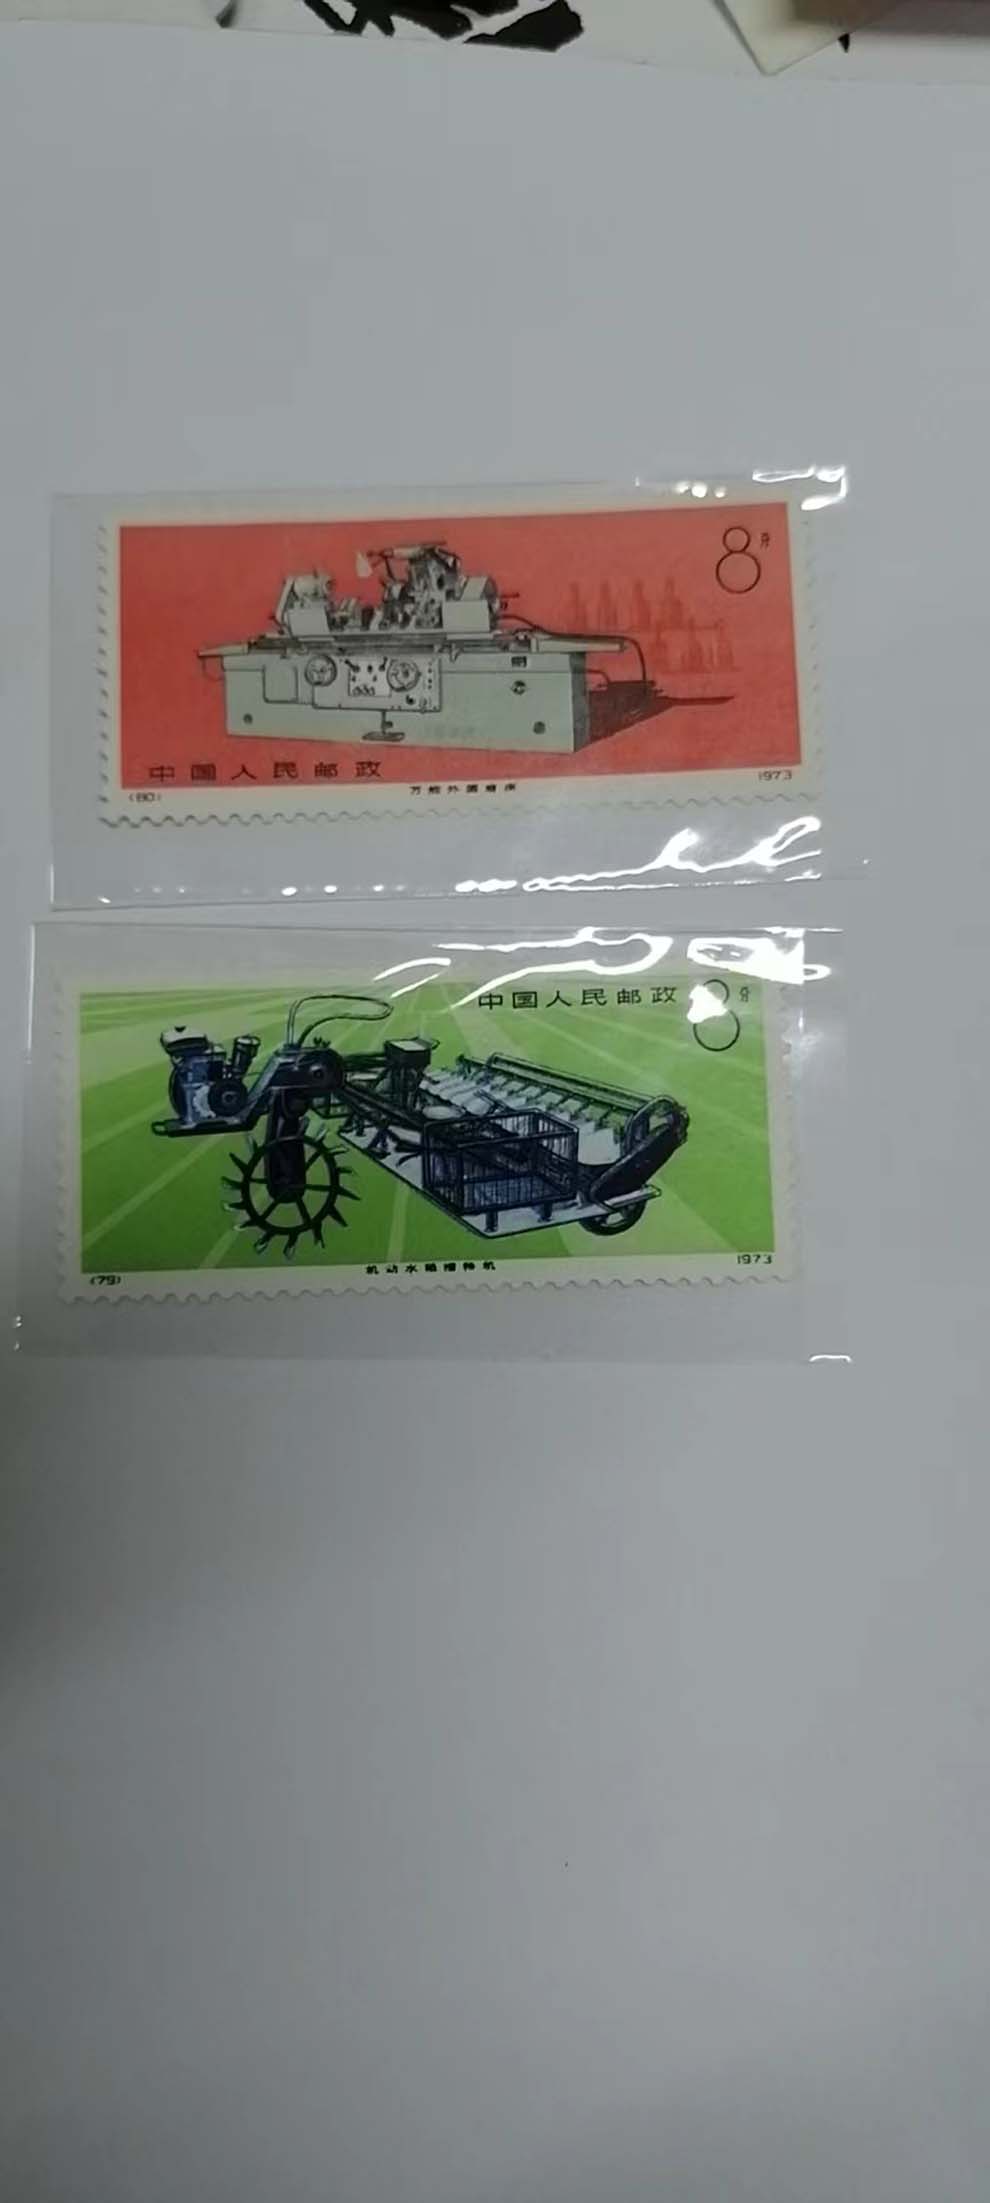 8分
中国人民邮政
(80) 万能外圆磨床 1973
中国人民邮政 8分
(79) 机动水稻插秧机 1973